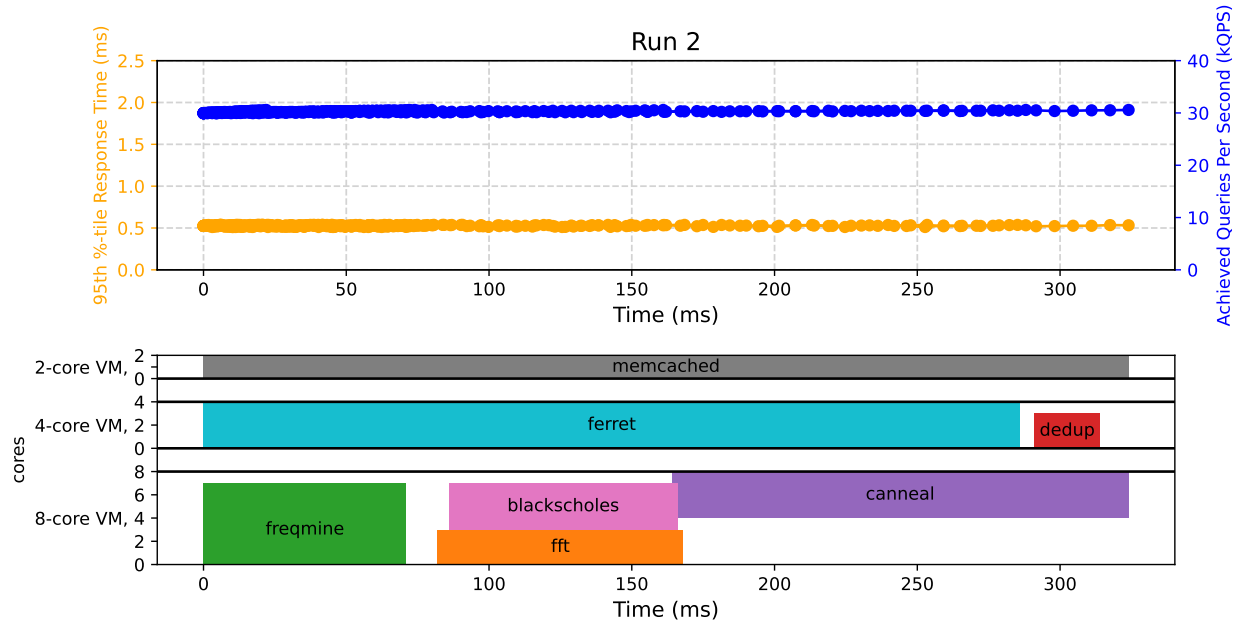 Run 2
95th %-tile Response Time (ms)
2.5
2.0
1.5
1.0
0.5
0.0
40
30
20
10
0
Achieved Queries Per Second (kQPS)
0 50 100 150 200 250 300
Time (ms)
cores
2-core VM, 2
0
memcached
4-core VM, 4
2
0
ferret
dedup
8-core VM, 8
6
4
2
0
canneal
blackscholes
freqmine
fft
0 50 100 150 200 250 300
Time (ms)